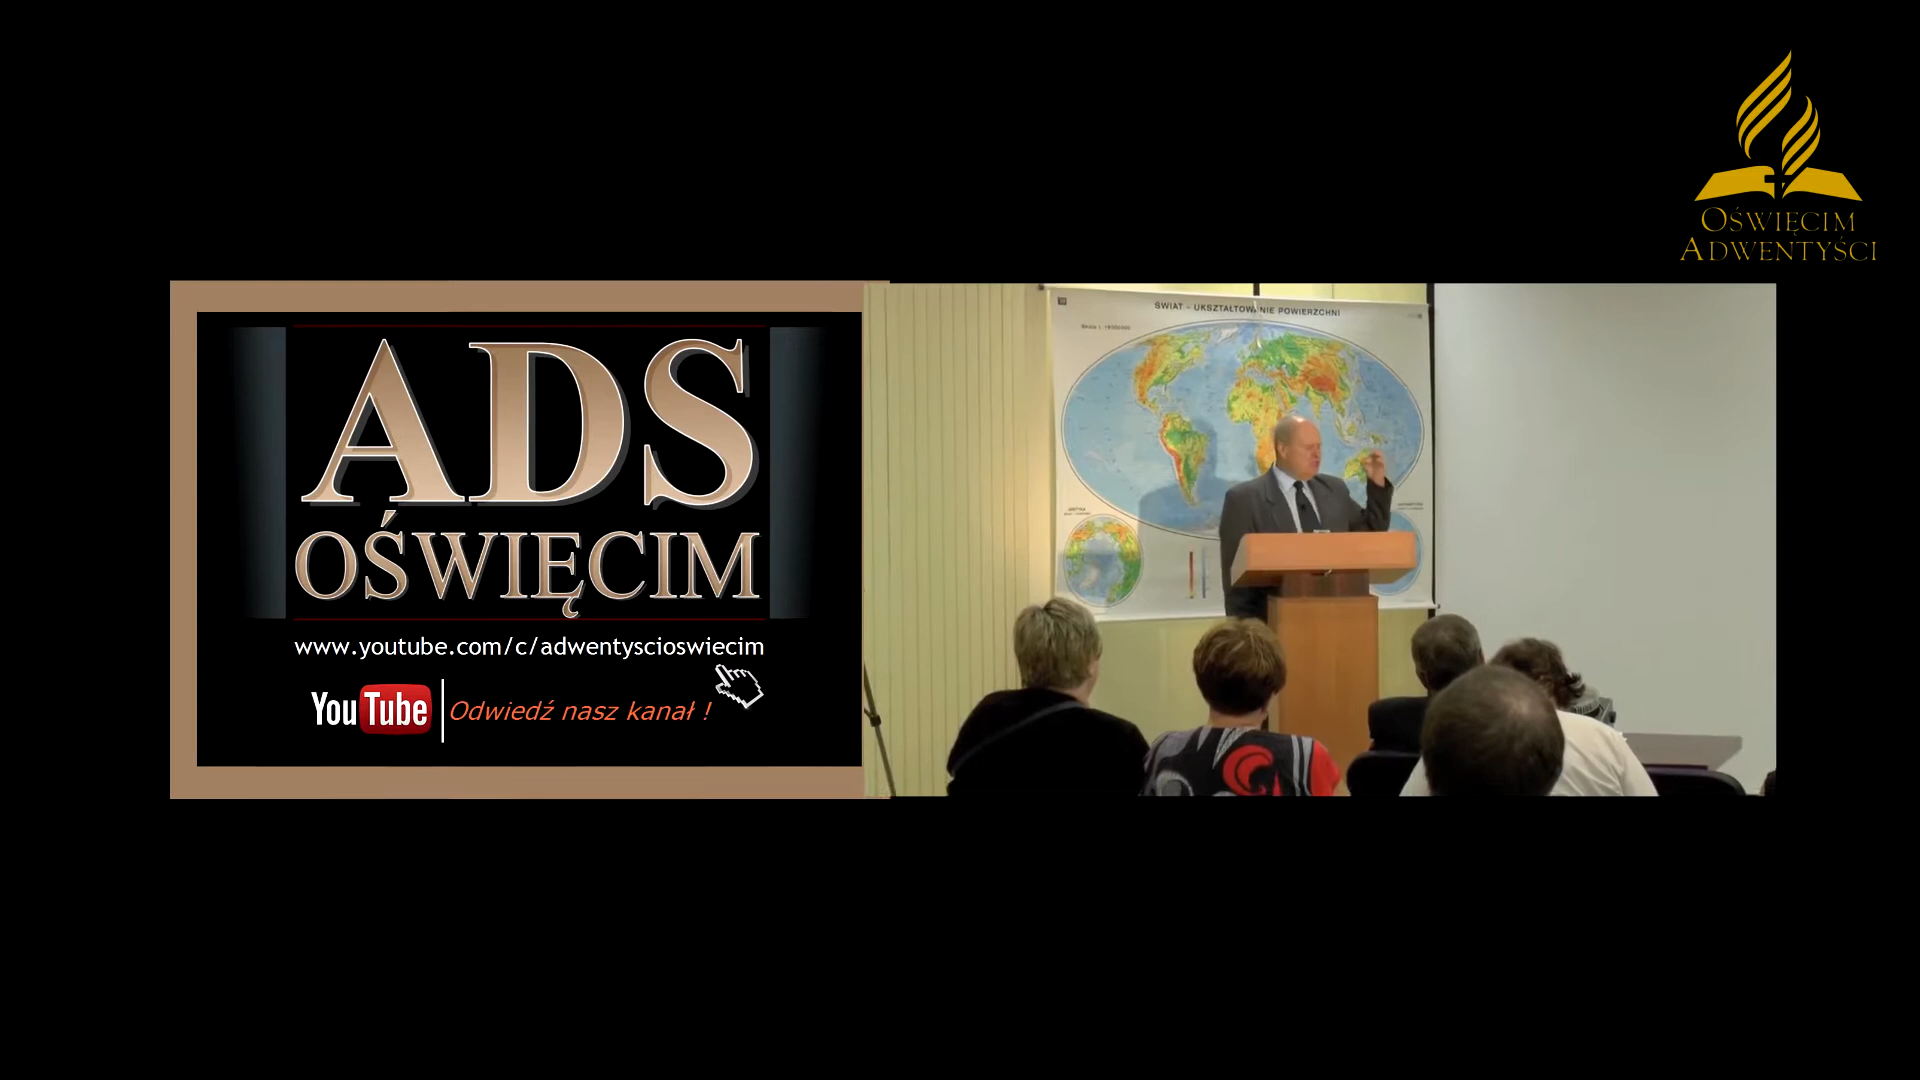 OŚWIĘCIM
ADWENTYŚCI
ADS
OŚWIĘCIM
www.youtube.com/c/adwentyscioswiecim
YouTube
Odwiedź nasz kanał !
ŚWIAT – UKSZTAŁTOWANIE POWIERZCHNI